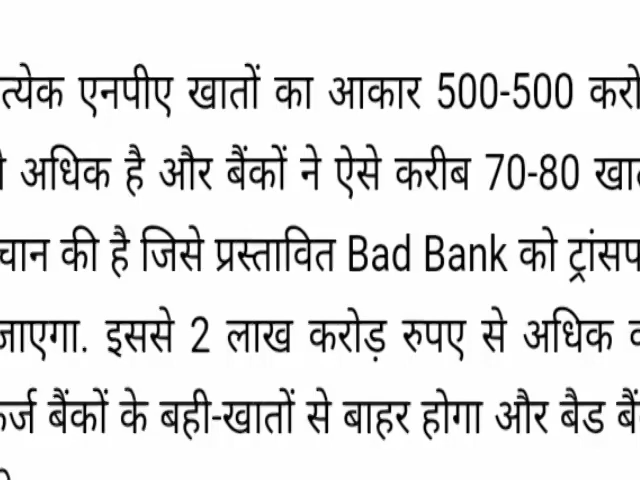 त्येक एनपीए खातों का आकार 500-500 करो
अधिक है और बैंकों ने ऐसे करीब 70-80 खा
चान की है जिसे प्रस्तावित Bad Bank को ट्रांसप
जाएगा. इससे 2 लाख करोड़ रुपए से अधिक
र्ज बैंकों के बही-खातों से बाहर होगा और बैड बैं